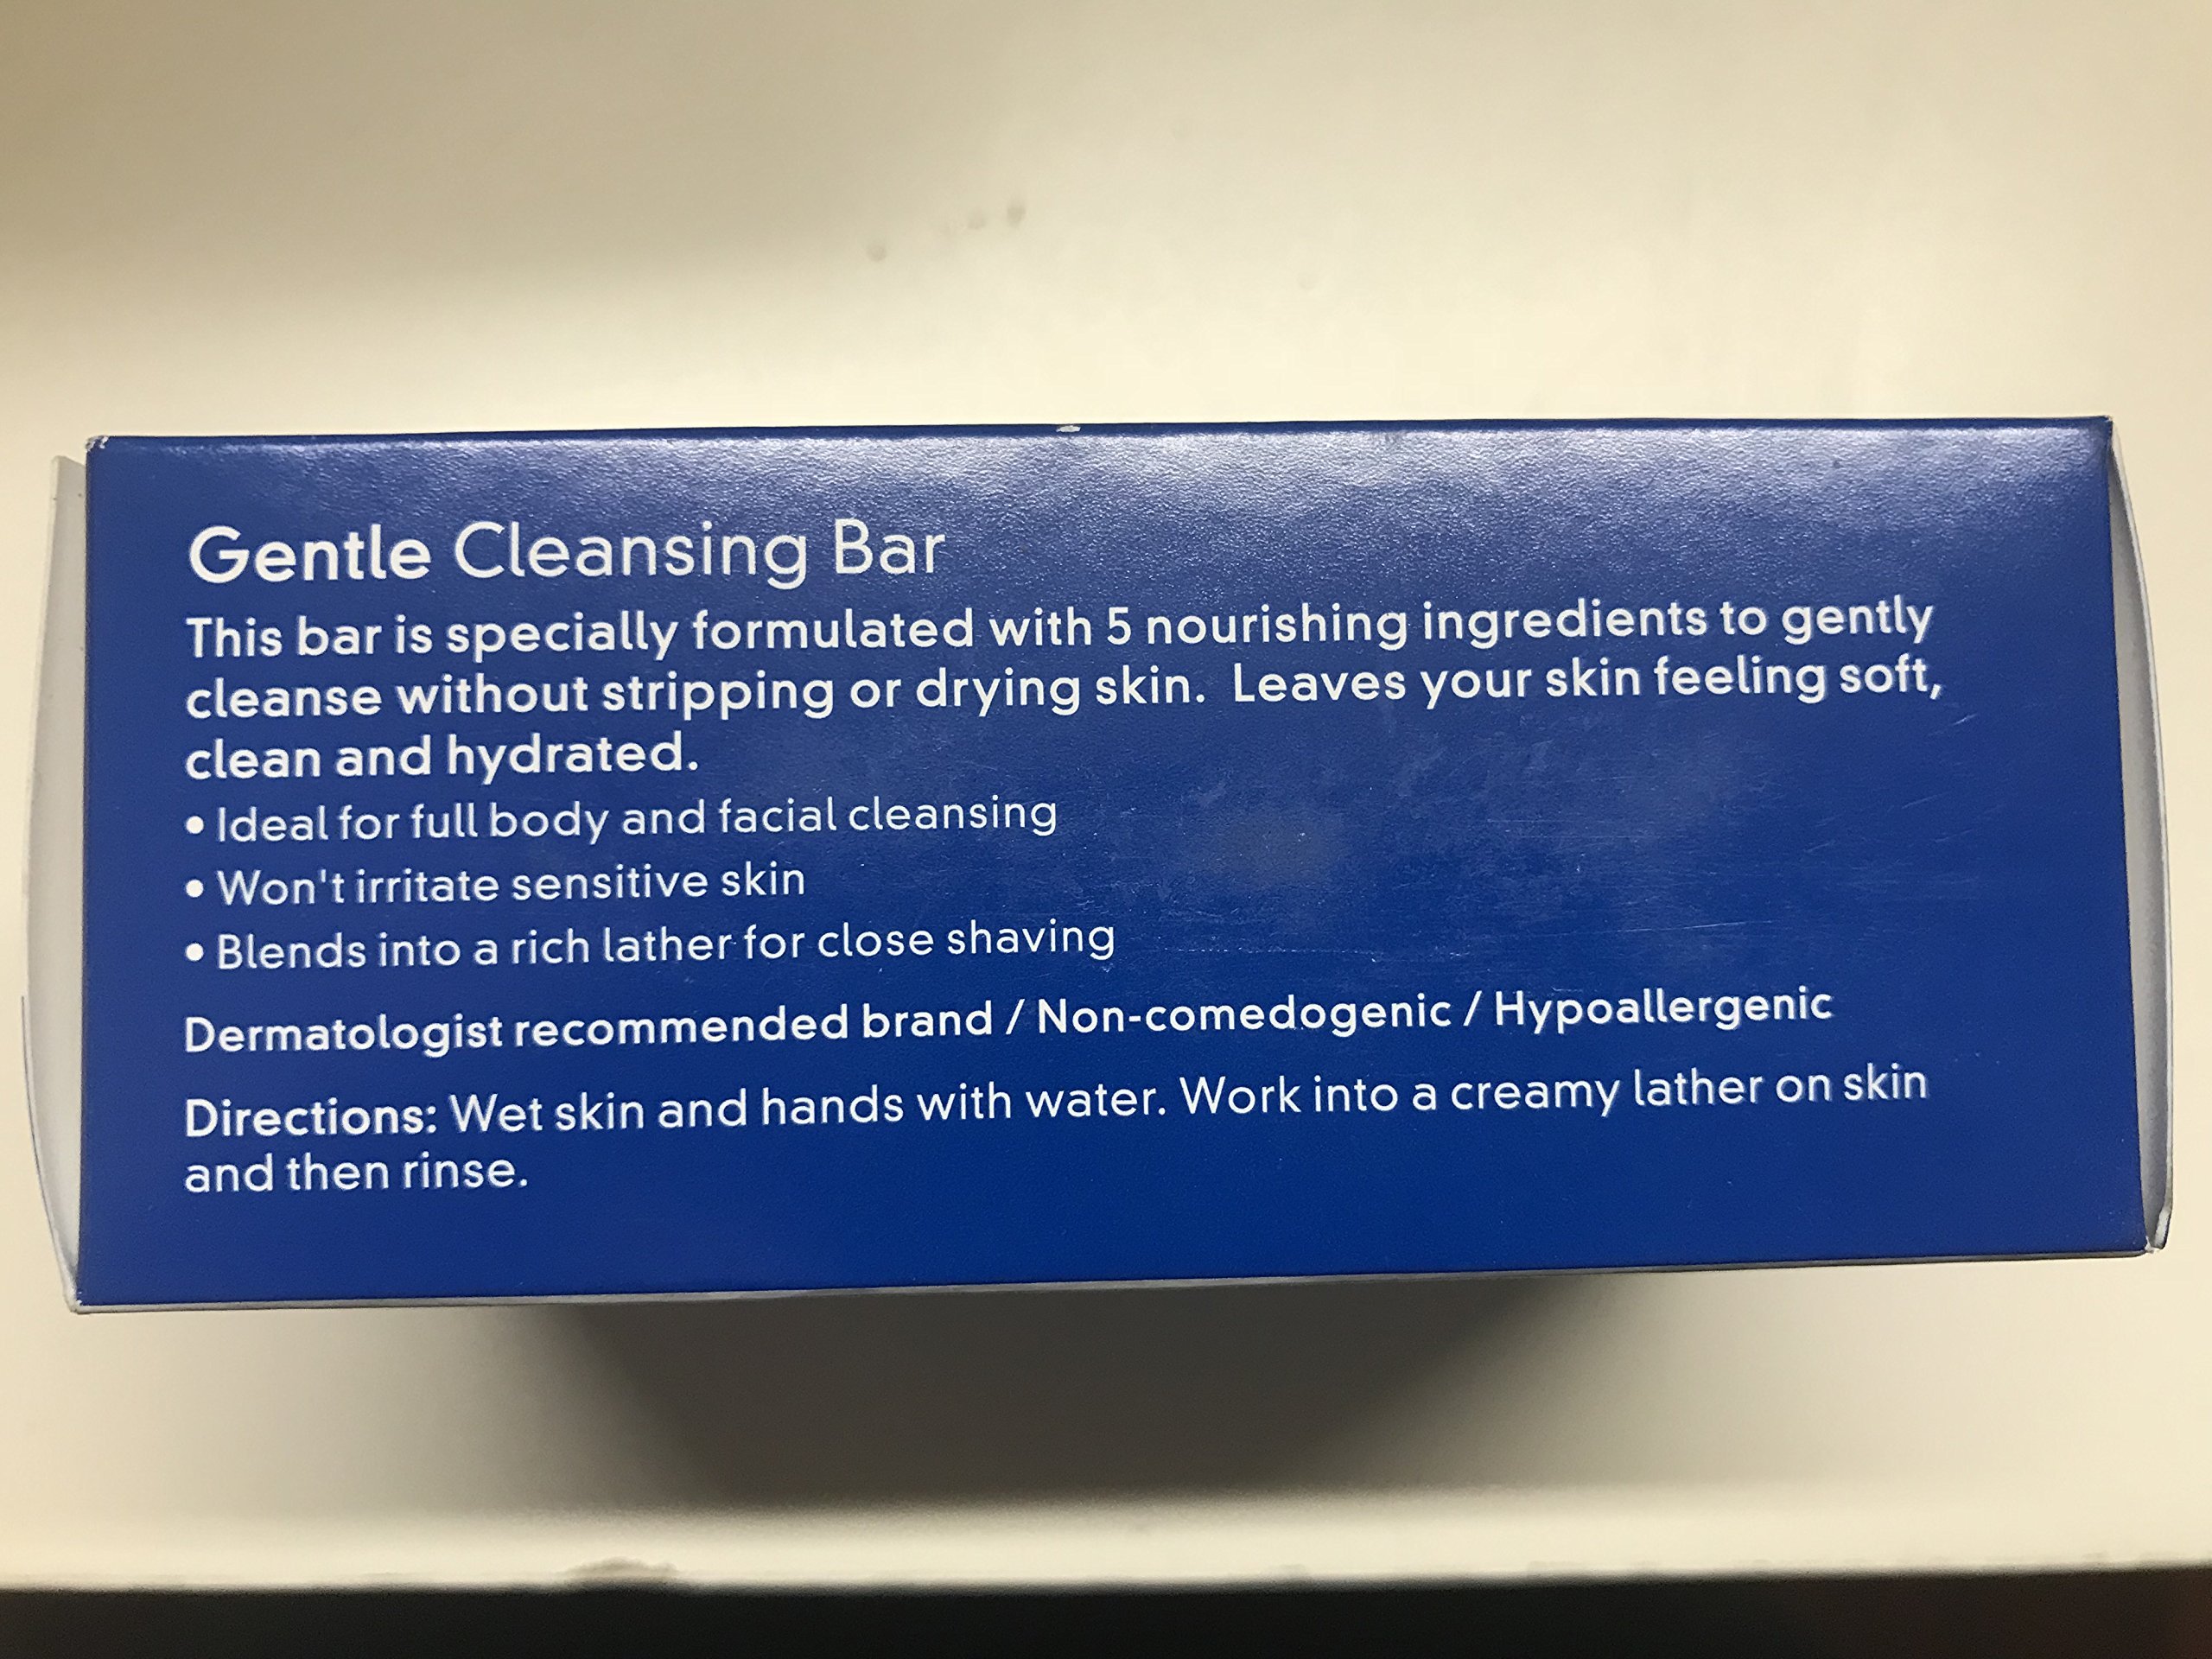 Gentle Cleansing Bar
This bar is specially formulated with 5 nourishing ingredients to gently
cleanse without stripping or drying skin.  Leaves your skin feeling soft,
clean and hydrated.
• Ideal for full body and facial cleansing
• Won't irritate sensitive skin
• Blends into a rich lather for close shaving
Dermatologist recommended brand / Non-comedogenic / Hypoallergenic
Directions: Wet skin and hands with water. Work into a creamy lather on skin
and then rinse.